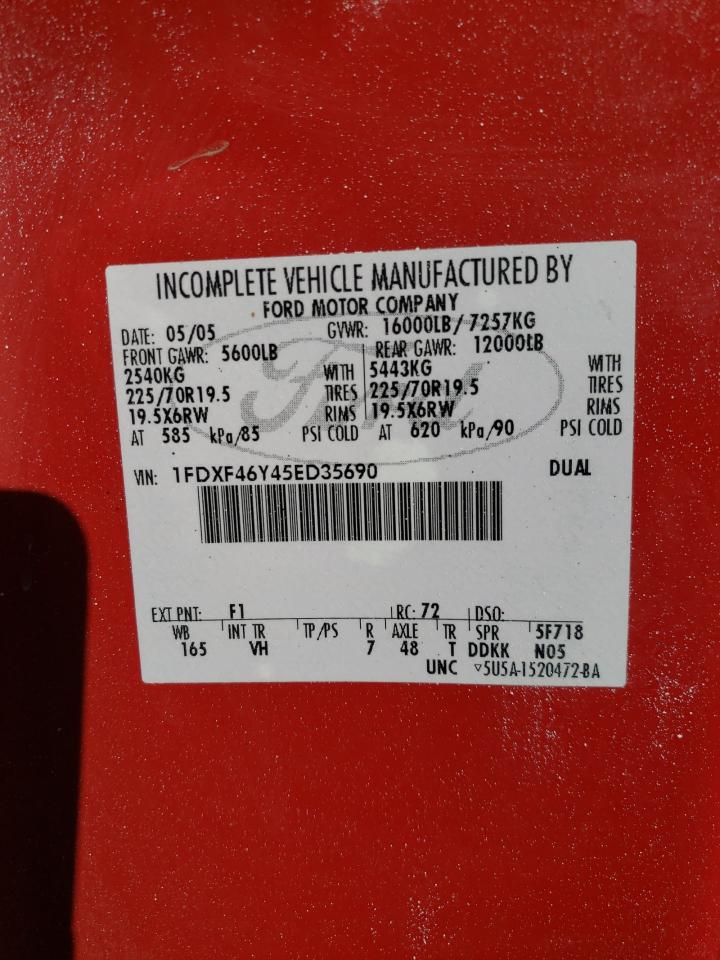 INCOMPLETE VEHICLE MANUFACTURED BY
FORD MOTOR COMPANY
DATE: 05/05 GVWR: 16000LB/7257KG
FRONT GAWR: 5600LB REAR GAWR: 12000LB
2540KG WITH 5443KG WITH
225/70R19.5 TIRES 225/70R19.5 TIRES
19.5X6RW RIMS 19.5X6RW RIMS
AT 585 kPa/85 PSI COLD AT 620 kPa/90 PSI COLD
Ford
VIN: 1FDXF46Y45ED35690 DUAL
EXT PNT: F1 RC: 72 DSO:
WB INT TR TP/PS R AXLE TR SPR 5F718
165 VH 7 48 T DDKK N05
UNC ▽5U5A-1520472-BA